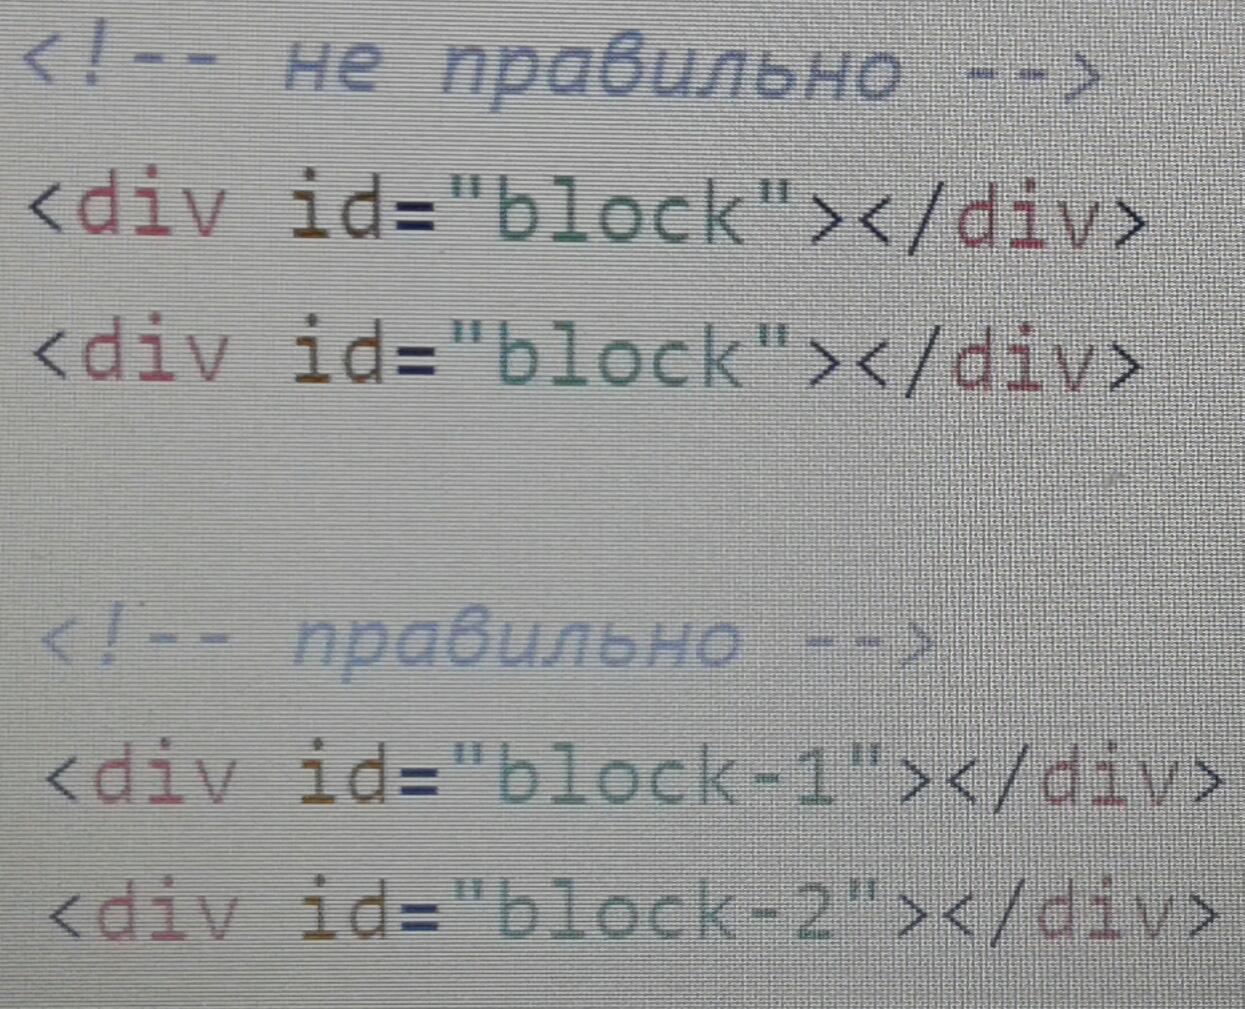 <!-- не правильно -->
<div id="block"></div>
<div id="block"></div>
<!-- правильно -->
<div id="block-1"></div>
<div id="block-2"></div>